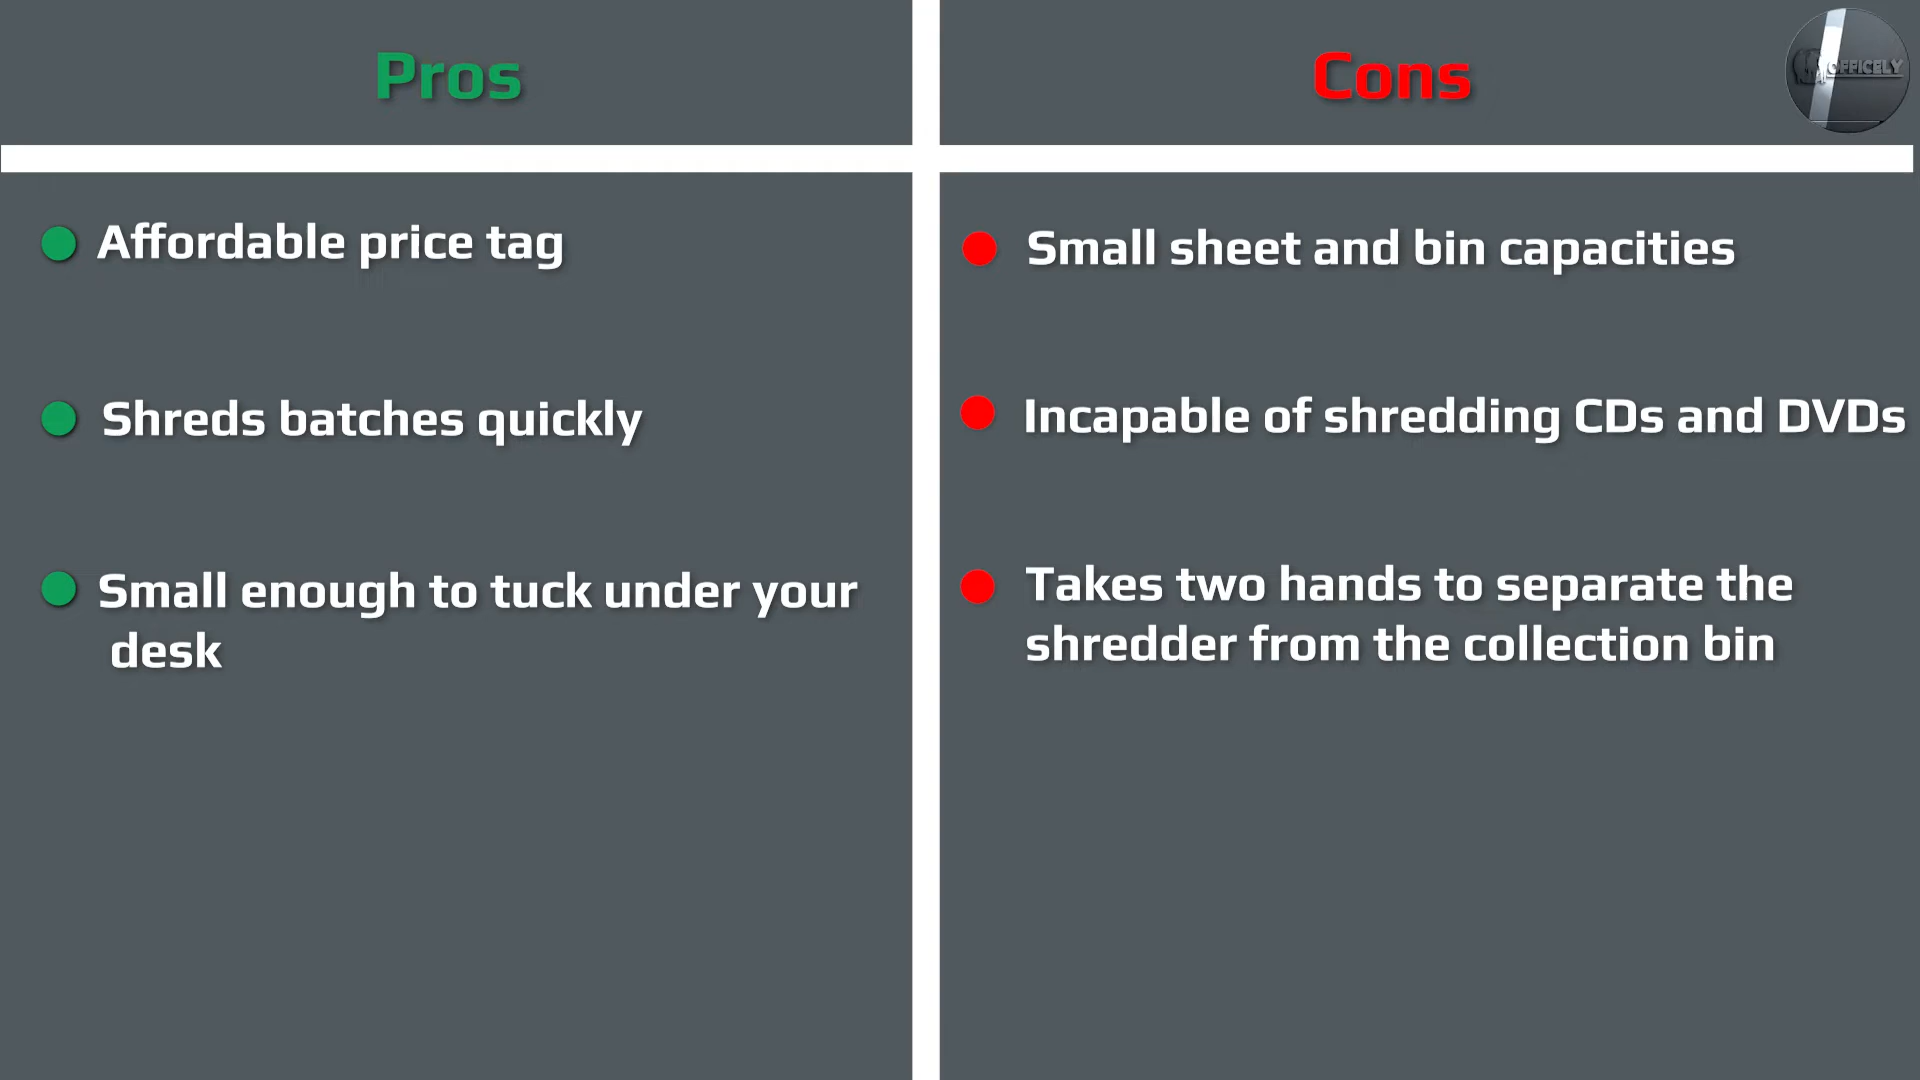 Pros
Cons
OFFICELY
Affordable price tag
Shreds batches quickly
Small enough to tuck under your
desk
Small sheet and bin capacities
Incapable of shredding CDs and DVDs
Takes two hands to separate the
shredder from the collection bin